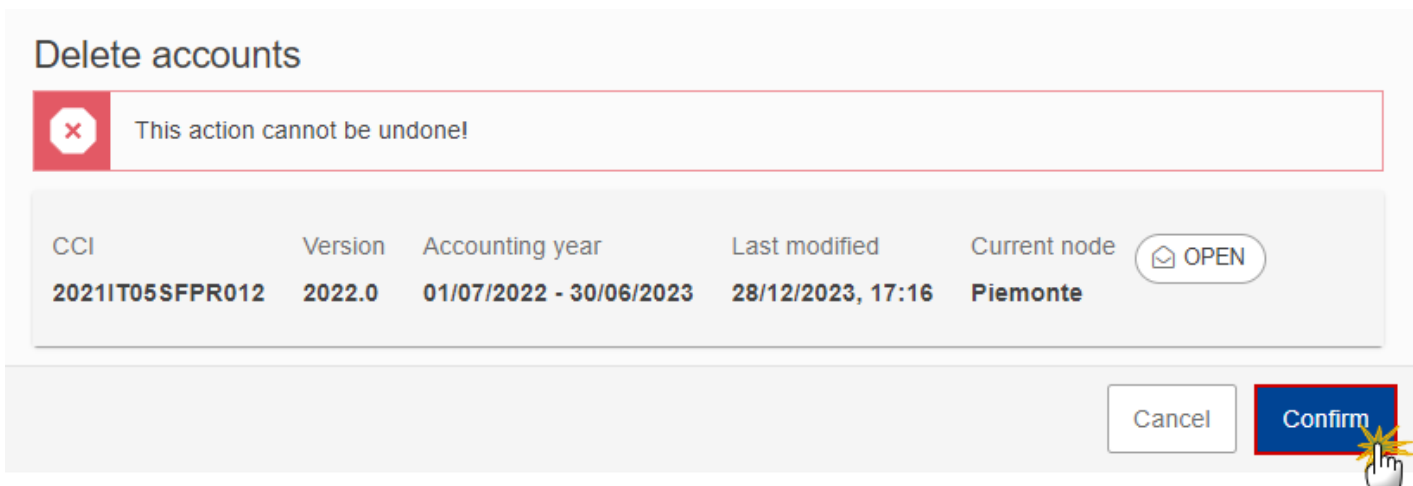 Delete accounts
This action cannot be undone!
CCI Version Accounting year Last modified Current node OPEN
2021IT05SFPR012 2022.0 01/07/2022 - 30/06/2023 28/12/2023, 17:16 Piemonte
Cancel Confirm